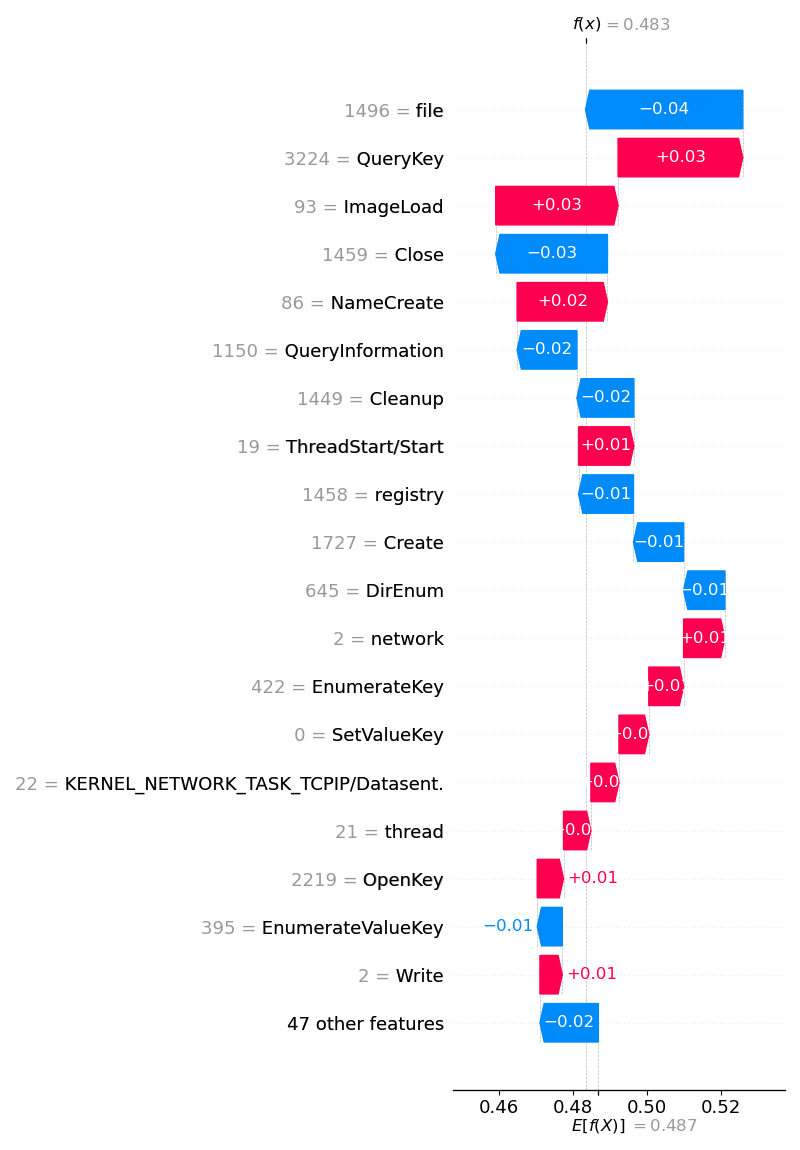 f(x) = 0.483
1496 = file
−0.04
3224 = QueryKey
+0.03
93 = ImageLoad
+0.03
1459 = Close
−0.03
86 = NameCreate
+0.02
1150 = QueryInformation
−0.02
1449 = Cleanup
−0.02
19 = ThreadStart/Start
+0.01
1458 = registry
−0.01
1727 = Create
−0.01
645 = DirEnum
−0.01
2 = network
+0.01
422 = EnumerateKey
0 = SetValueKey
22 = KERNEL_NETWORK_TASK_TCPIP/Datasent.
21 = thread
2219 = OpenKey
+0.01
395 = EnumerateValueKey
−0.01
2 = Write
+0.01
47 other features
−0.02
0.46 0.48 0.50 0.52
E[f(X)] = 0.487